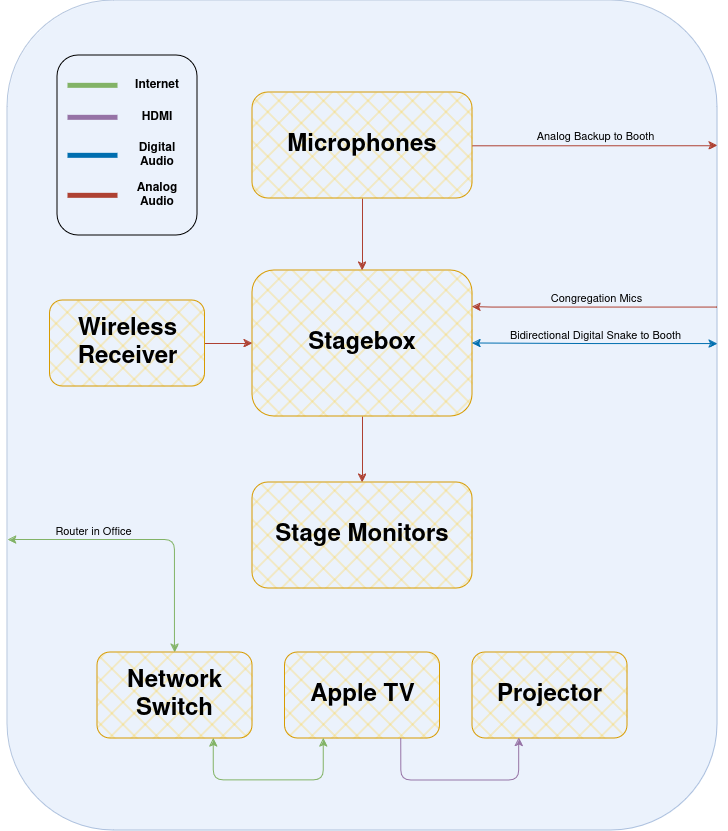 Internet
HDMI
Digital
Audio
Analog
Audio
Microphones
Analog Backup to Booth
Congregation Mics
Wireless
Receiver
Stagebox
Bidirectional Digital Snake to Booth
Stage Monitors
Router in Office
Network
Switch
Apple TV
Projector